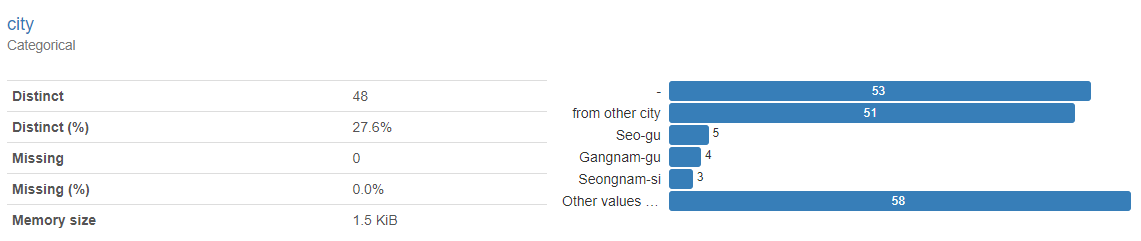 city
Categorical
Distinct 48
Distinct (%) 27.6%
Missing 0
Missing (%) 0.0%
Memory size 1.5 KiB
- 53
from other city 51
Seo-gu 5
Gangnam-gu 4
Seongnam-si 3
Other values ... 58